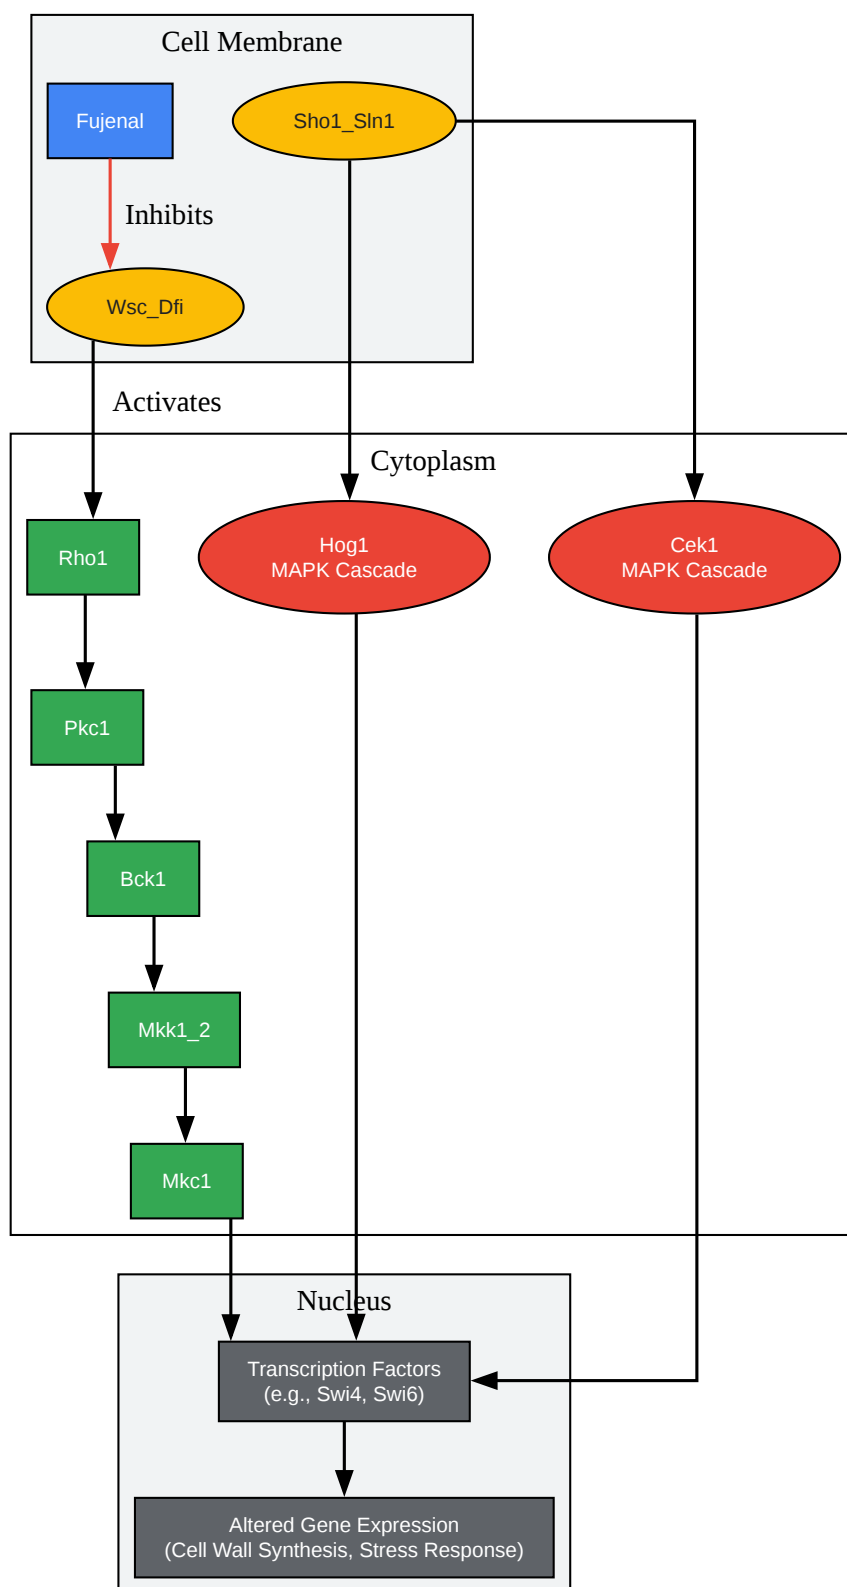 Cell Membrane
Fujenal
Sho1_Sln1
Inhibits
Wsc_Dfi
Activates
Cytoplasm
Rho1
Hog1
MAPK Cascade
Cek1
MAPK Cascade
Pkc1
Bck1
Mkk1_2
Mkc1
Nucleus
Transcription Factors
(e.g., Swi4, Swi6)
Altered Gene Expression
(Cell Wall Synthesis, Stress Response)